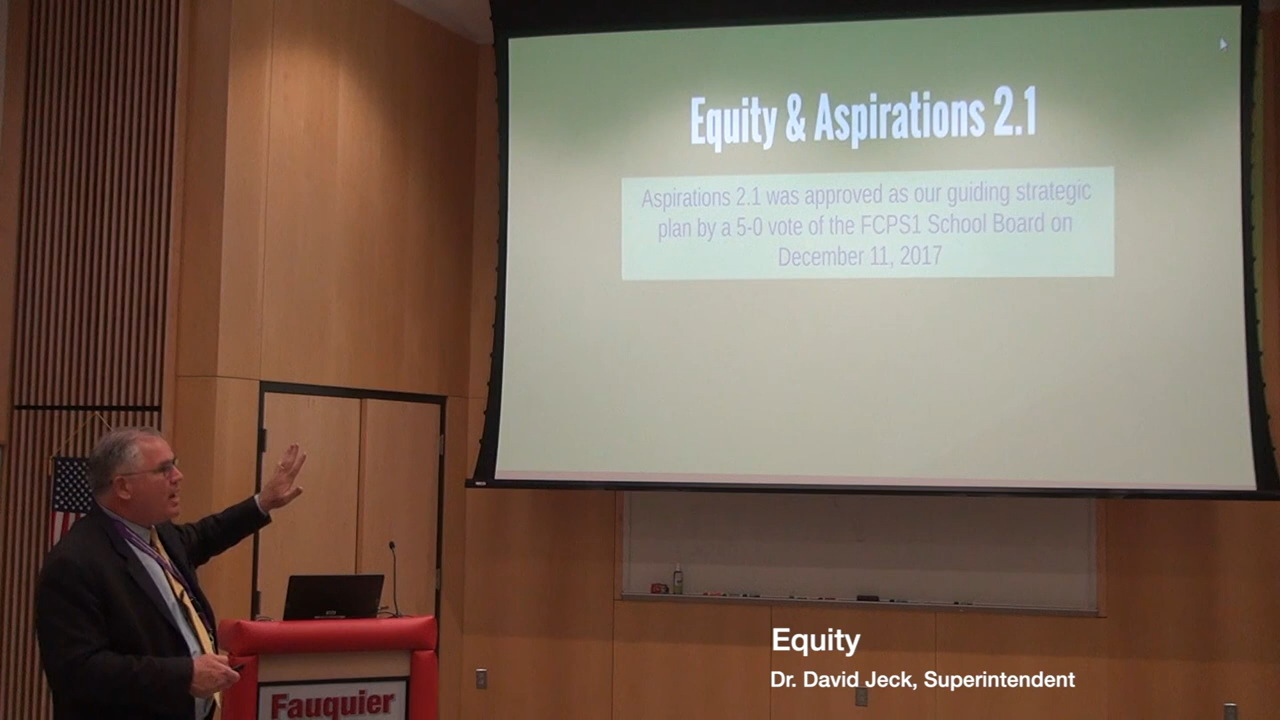 Equity & Aspirations 2.1
Aspirations 2.1 was approved as our guiding strategic
plan by a 5-0 vote of the FCPS1 School Board on
December 11, 2017
Fauquier
Equity
Dr. David Jeck, Superintendent